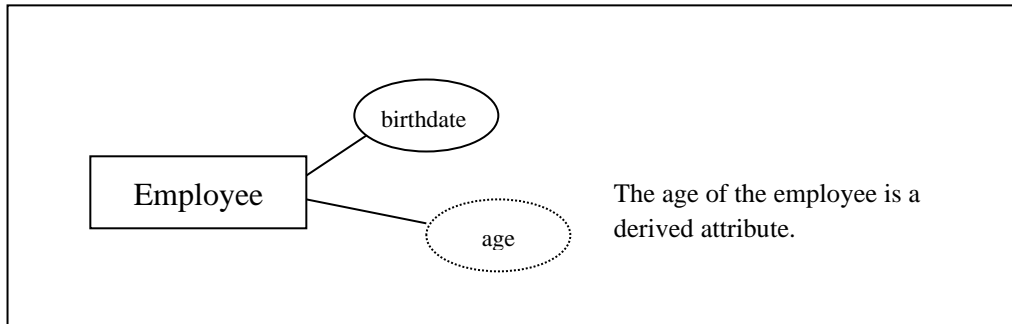 birthdate
Employee
The age of the employee is a
derived attribute.
age